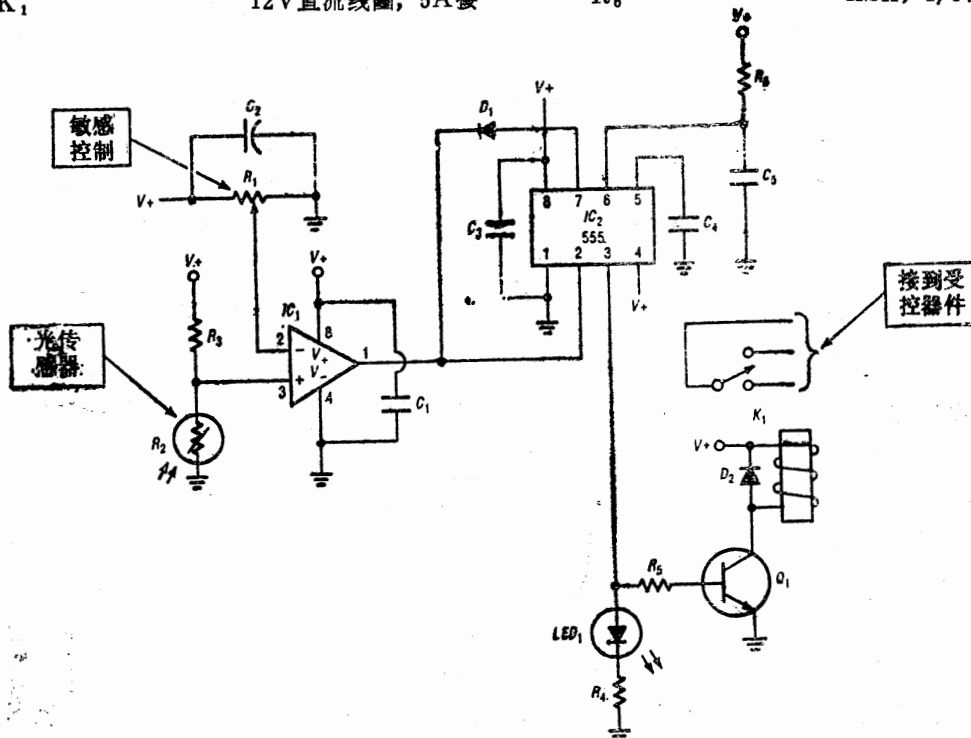 K₁ 12V直流线圈, 5A接
V+
R₆
C₅
V+
D₁
C₂
敏感
控制
R₁
V+
8 7 6 5
IC₂
555
1 2 3 4
C₃
C₄
V+
V+
V+
IC₁
R₃
2
8
V+
V-
1
3
4
C₁
光传
感器
R₂
接到受
控器件
K₁
V+
D₂
R₅
Q₁
LED₁
R₄